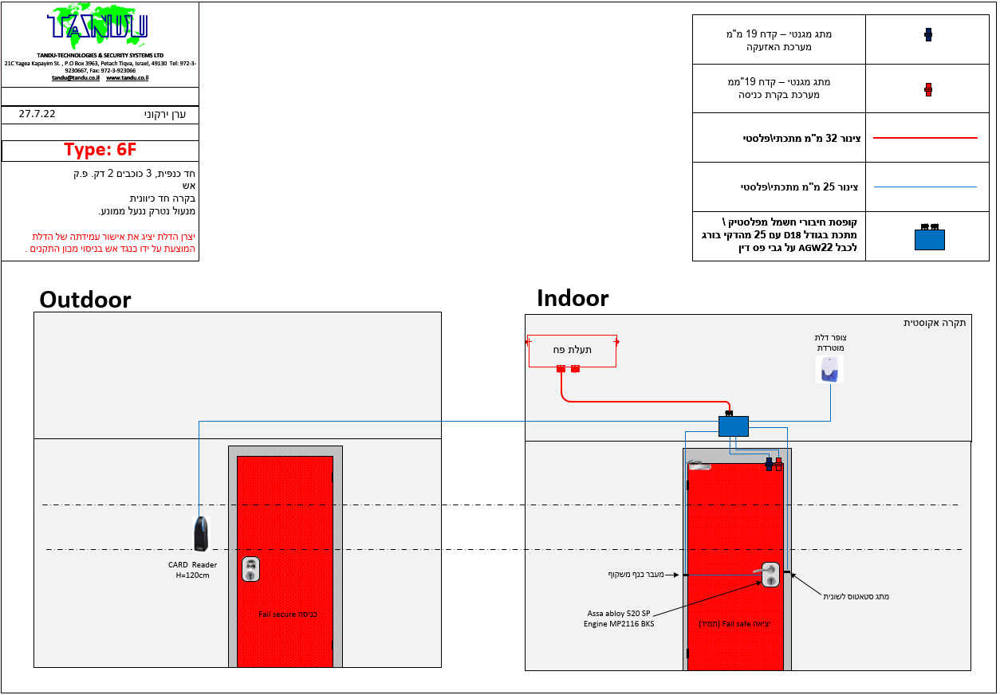 TANDU
TANDU-TECHNOLOGIES & SECURITY SYSTEMS LTD
21C Yagea Kapayim St. , P.O Box 3963, Petach Tiqva, Israel, 49130 Tel: 972-3-
9230667, Fax: 972-3-923066
tandu@tandu.co.il www.tandu.co.il
ערן ירקוני 27.7.22
Type: 6F
חד כנפית, 3 כוכבים 2 דק. פ.ק
אש
בקרה חד כיוונית
מנעול נטרק ננעל ממונע.
יצרן הדלת יציג את אישור עמידתה של הדלת
המוצעת על ידו כנגד אש בניסוי מכון התקנים .
מתג מגנטי – קדח 19 מ"מ
מערכת האזעקה
מתג מגנטי – קדח 19"ממ
מערכת בקרת כניסה
צינור 32 מ"מ מתכתי\פלסטי
צינור 25 מ"מ מתכתי\פלסטי
קופסת חיבורי חשמל מפלסטיק \
מתכת בגודל D18 עם 25 מהדקי בורג
לכבל AGW22 על גבי פס דין
Outdoor
Indoor
תקרה אקוסטית
תעלת פח
צופר דלת
מוטרדת
CARD Reader
H=120cm
כניסה Fail secure
מעבר כנף משקוף
מתג סטאטוס לשונית
Assa abloy 520 SP
Engine MP2116 BKS
יציאה Fail safe (תמיד)